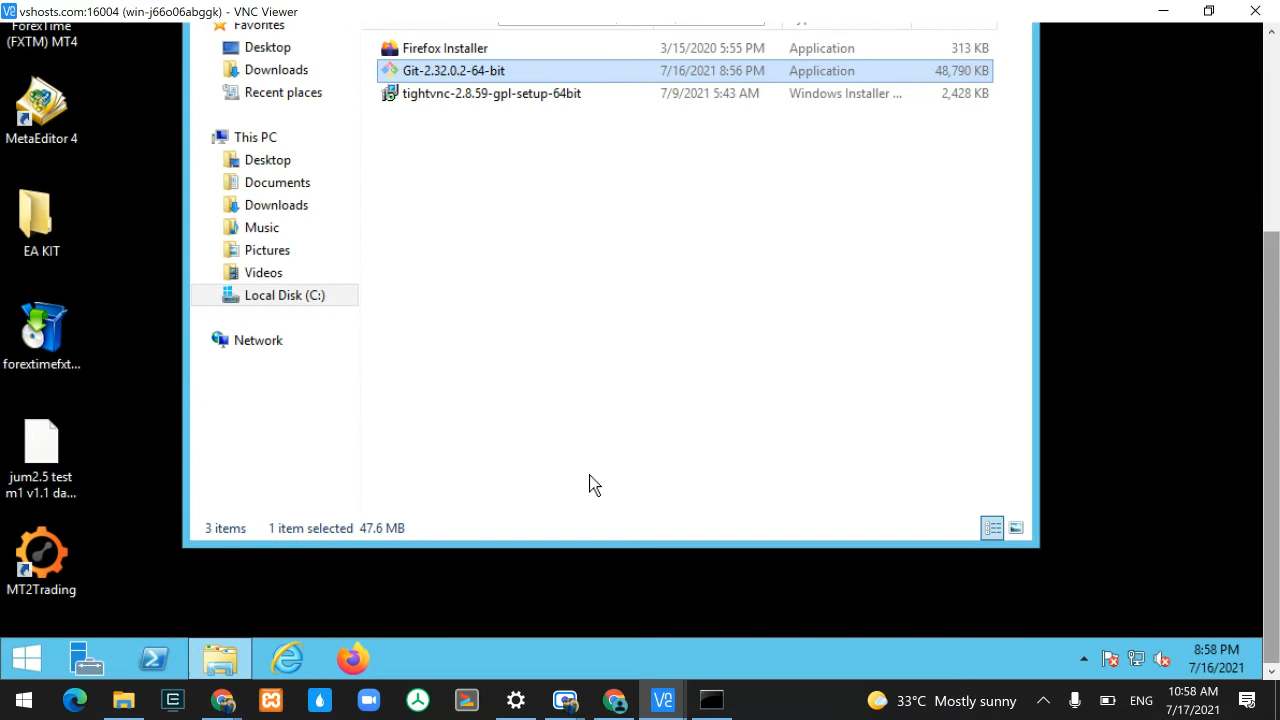 vshosts.com:16004 (win-j66o06abggk) - VNC Viewer
ForexTime
(FXTM) MT4
MetaEditor 4
EA KIT
forextimefxt...
jum2.5 test
m1 v1.1 da...
MT2Trading
Favorites
Desktop
Downloads
Recent places
This PC
Desktop
Documents
Downloads
Music
Pictures
Videos
Local Disk (C:)
Network
Firefox Installer 3/15/2020 5:55 PM Application 313 KB
Git-2.32.0.2-64-bit 7/16/2021 8:56 PM Application 48,790 KB
tightvnc-2.8.59-gpl-setup-64bit 7/9/2021 5:43 AM Windows Installer ... 2,428 KB
3 items 1 item selected 47.6 MB
8:58 PM
7/16/2021
33°C Mostly sunny
ENG
10:58 AM
7/17/2021